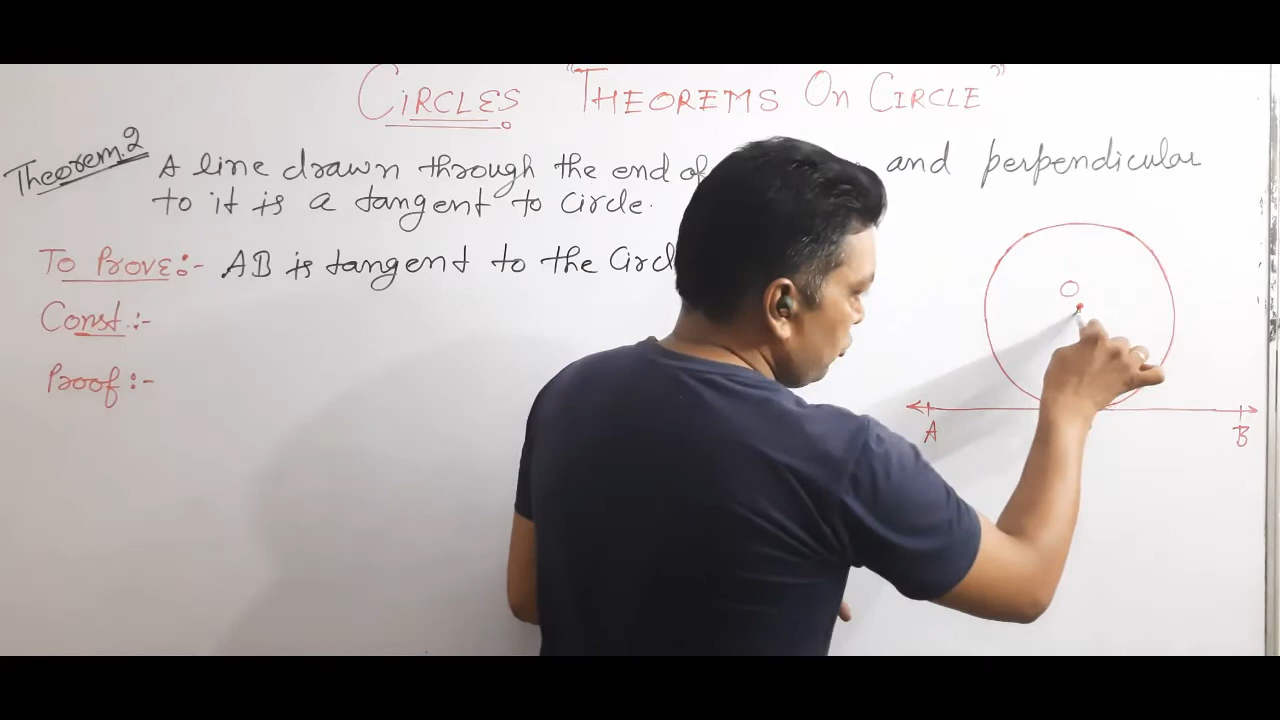 CIRCLES "THEOREMS On CIRCLE"
Theorem.2
A line drawn through the end of and perpendicular
to it is a tangent to Circle.
To PROVE:- AB is tangent to the
Const.:-
Proof:-
O
A B